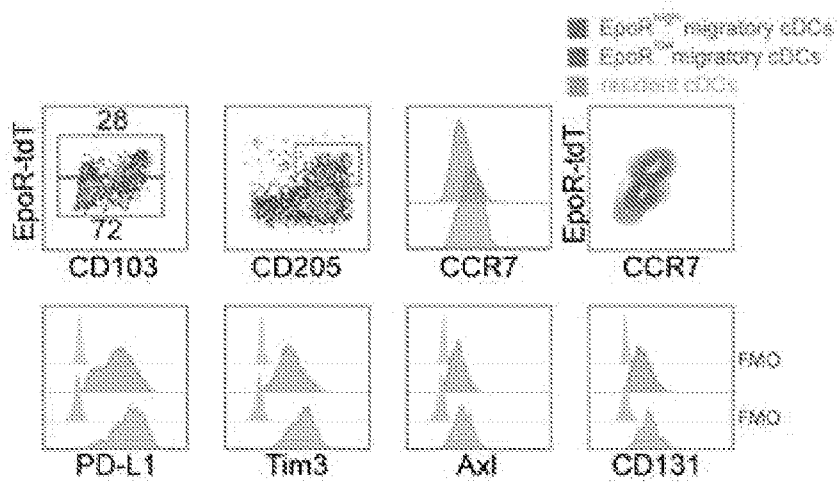 EpoR^high migratory cDCs
EpoR^low migratory cDCs
resident cDCs
28
72
EpoR-tdT
CD103
CD205
CCR7
EpoR-tdT
CCR7
FMO
FMO
PD-L1
Tim3
Axl
CD131